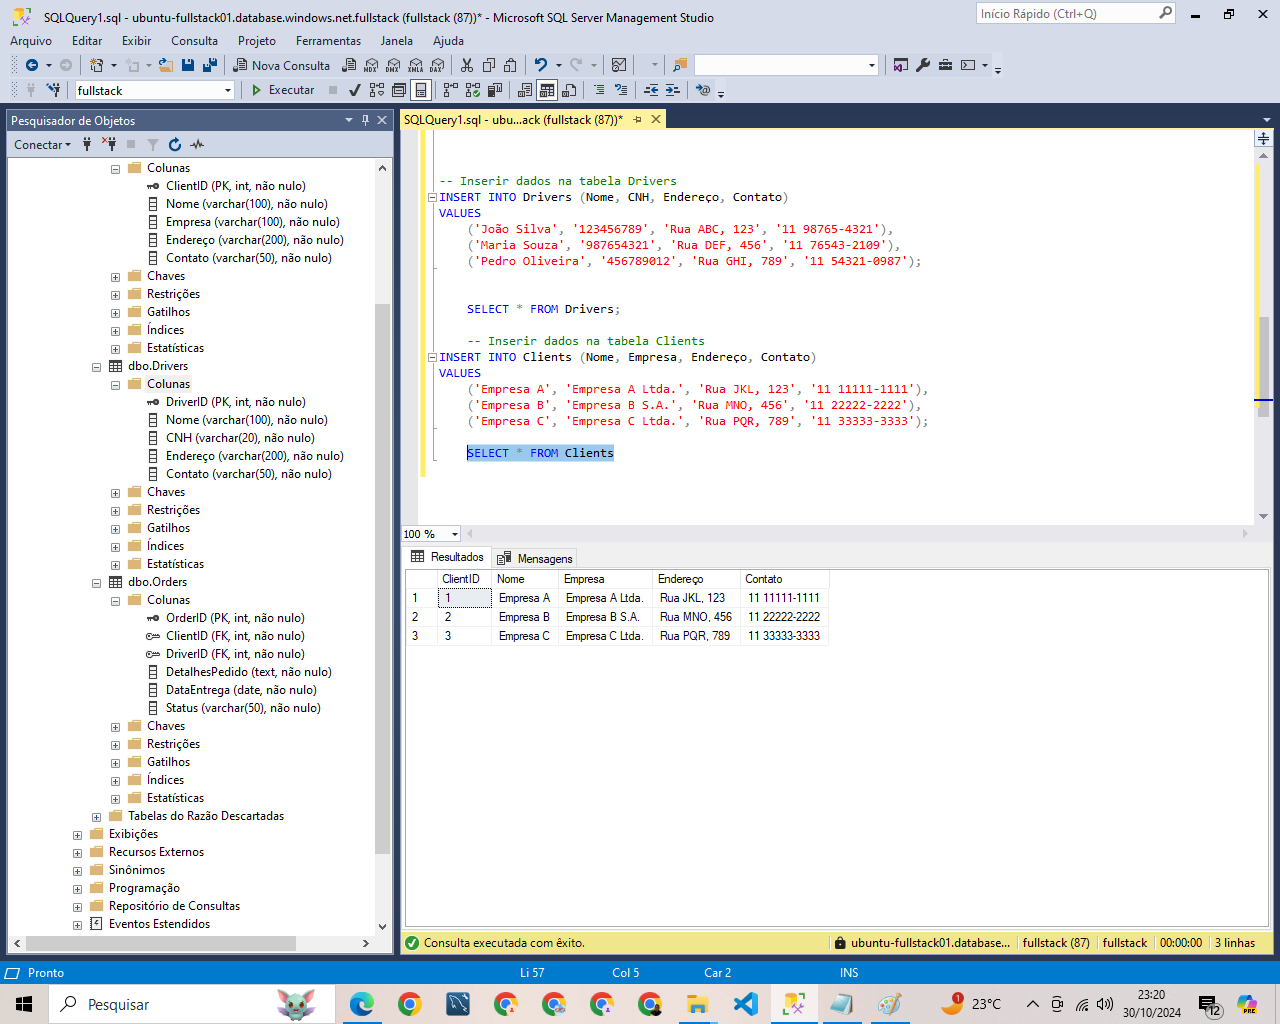 SQLQuery1.sql - ubuntu-fullstack01.database.windows.net.fullstack (fullstack (87))* - Microsoft SQL Server Management Studio
Início Rápido (Ctrl+Q)
Arquivo Editar Exibir Consulta Projeto Ferramentas Janela Ajuda
Nova Consulta
MDX DMX XMLA DAX
fullstack
Executar
Pesquisador de Objetos
Conectar
Colunas
ClientID (PK, int, não nulo)
Nome (varchar(100), não nulo)
Empresa (varchar(100), não nulo)
Endereço (varchar(200), não nulo)
Contato (varchar(50), não nulo)
Chaves
Restrições
Gatilhos
Índices
Estatísticas
dbo.Drivers
Colunas
DriverID (PK, int, não nulo)
Nome (varchar(100), não nulo)
CNH (varchar(20), não nulo)
Endereço (varchar(200), não nulo)
Contato (varchar(50), não nulo)
Chaves
Restrições
Gatilhos
Índices
Estatísticas
dbo.Orders
Colunas
OrderID (PK, int, não nulo)
ClientID (FK, int, não nulo)
DriverID (FK, int, não nulo)
DetalhesPedido (text, não nulo)
DataEntrega (date, não nulo)
Status (varchar(50), não nulo)
Chaves
Restrições
Gatilhos
Índices
Estatísticas
Tabelas do Razão Descartadas
Exibições
Recursos Externos
Sinônimos
Programação
Repositório de Consultas
Eventos Estendidos
SQLQuery1.sql - ubu...ack (fullstack (87))*
-- Inserir dados na tabela Drivers
INSERT INTO Drivers (Nome, CNH, Endereço, Contato)
VALUES
('João Silva', '123456789', 'Rua ABC, 123', '11 98765-4321'),
('Maria Souza', '987654321', 'Rua DEF, 456', '11 76543-2109'),
('Pedro Oliveira', '456789012', 'Rua GHI, 789', '11 54321-0987');
SELECT * FROM Drivers;
-- Inserir dados na tabela Clients
INSERT INTO Clients (Nome, Empresa, Endereço, Contato)
VALUES
('Empresa A', 'Empresa A Ltda.', 'Rua JKL, 123', '11 11111-1111'),
('Empresa B', 'Empresa B S.A.', 'Rua MNO, 456', '11 22222-2222'),
('Empresa C', 'Empresa C Ltda.', 'Rua PQR, 789', '11 33333-3333');
SELECT * FROM Clients
100 %
Resultados Mensagens
ClientID Nome Empresa Endereço Contato
1 1 Empresa A Empresa A Ltda. Rua JKL, 123 11 11111-1111
2 2 Empresa B Empresa B S.A. Rua MNO, 456 11 22222-2222
3 3 Empresa C Empresa C Ltda. Rua PQR, 789 11 33333-3333
Consulta executada com êxito.
ubuntu-fullstack01.database... fullstack (87) fullstack 00:00:00 3 linhas
Pronto Li 57 Col 5 Car 2 INS
Pesquisar
1
23°C
23:20
30/10/2024
12
PRE